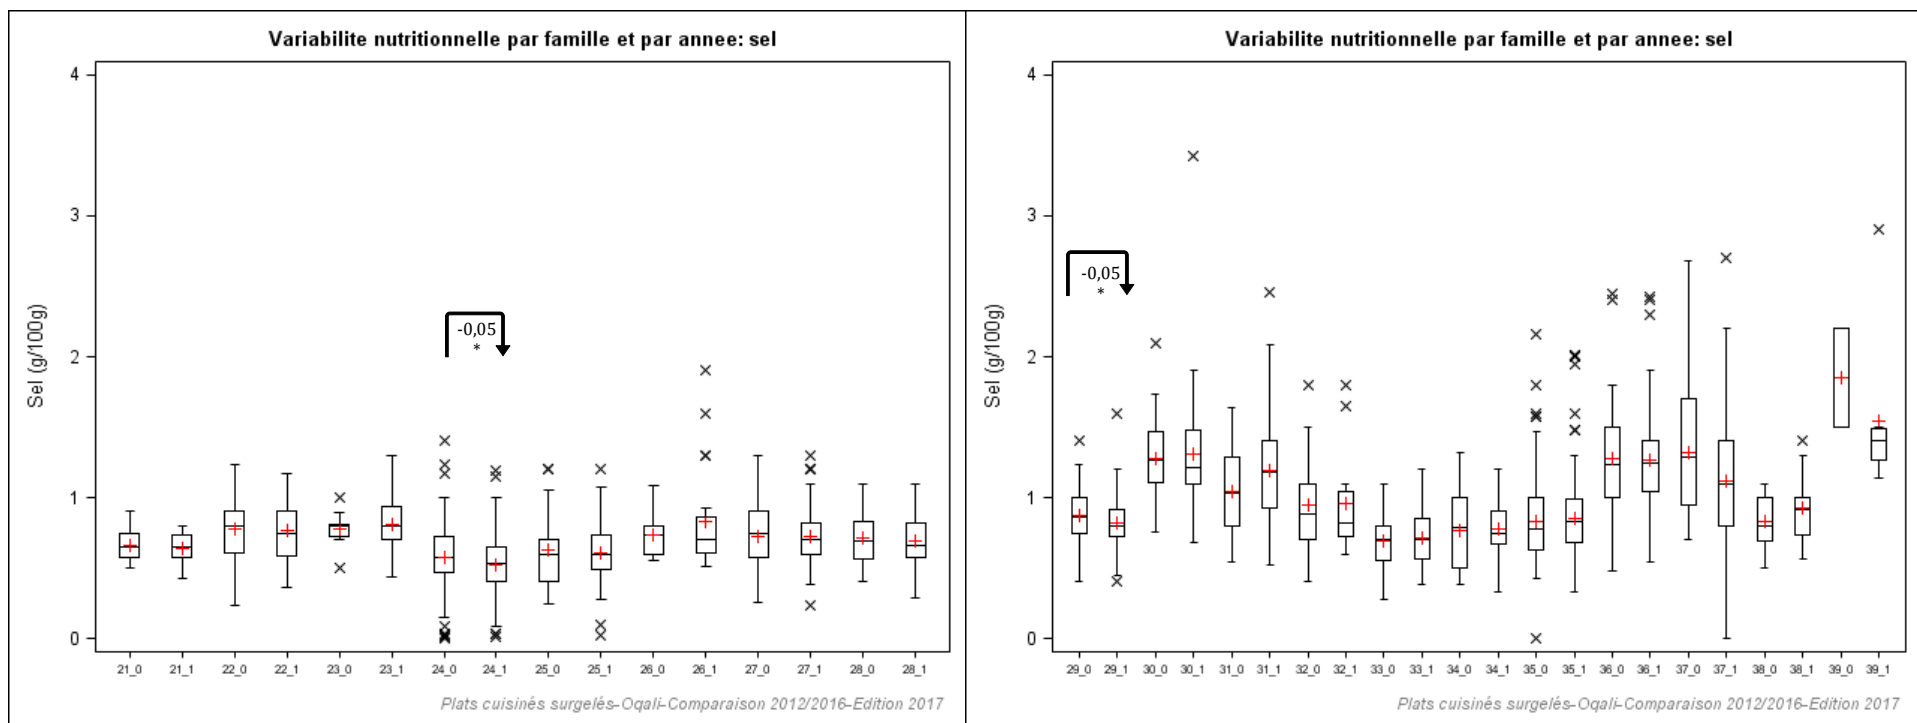 Variabilite nutritionnelle par famille et par annee: sel
4
3
2
1
0
Sel (g/100g)
-0,05
*
21_0 21_1 22_0 22_1 23_0 23_1 24_0 24_1 25_0 25_1 26_0 26_1 27_0 27_1 28_0 28_1
Plats cuisinés surgelés-Oqali-Comparaison 2012/2016-Edition 2017
Variabilite nutritionnelle par famille et par annee: sel
4
3
2
1
0
Sel (g/100g)
-0,05
*
29_0 29_1 30_0 30_1 31_0 31_1 32_0 32_1 33_0 33_1 34_0 34_1 35_0 35_1 36_0 36_1 37_0 37_1 38_0 38_1 39_0 39_1
Plats cuisinés surgelés-Oqali-Comparaison 2012/2016-Edition 2017